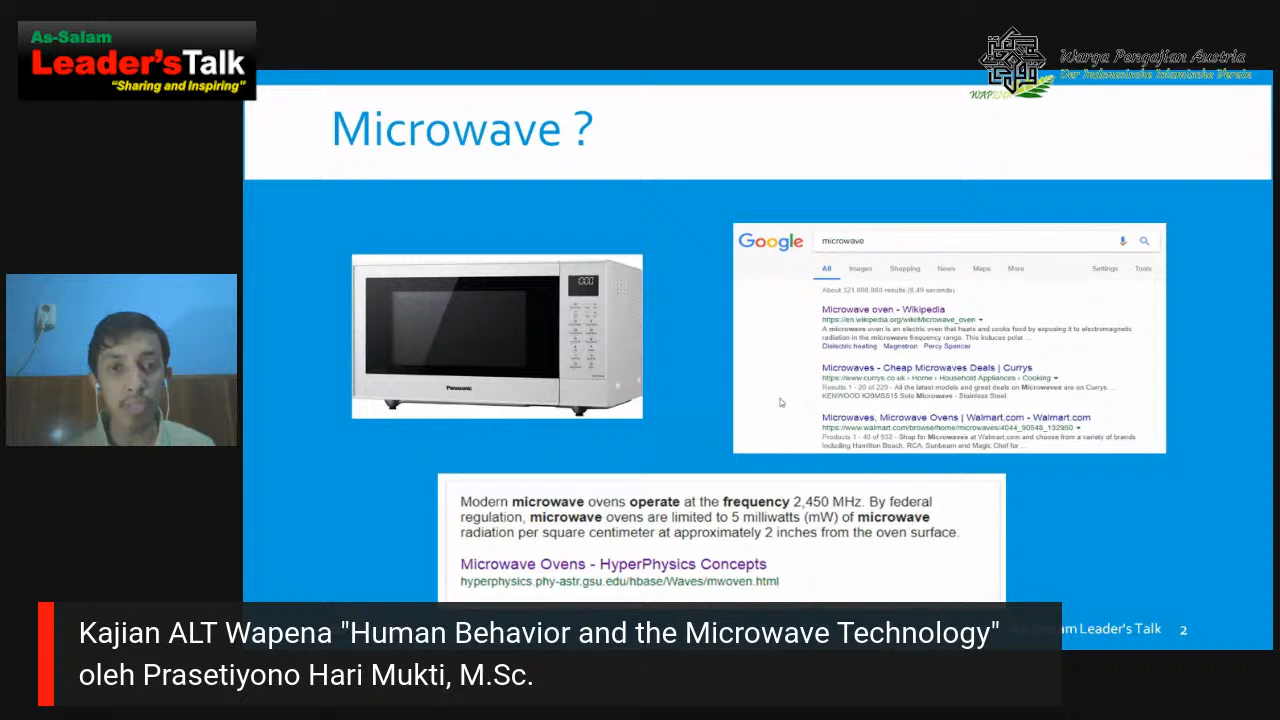 As-Salam
Leader'sTalk
“Sharing and Inspiring”
Warga Pengajian Austria
Der Indonesische Islamische Verein
WAPENA
Microwave ?
1000
Panasonic
Google
microwave
All Images Shopping News Maps More Settings Tools
About 321.000.000 results (0,49 seconds)
Microwave oven - Wikipedia
https://en.wikipedia.org/wiki/Microwave_oven
A microwave oven is an electric oven that heats and cooks food by exposing it to electromagnetic
radiation in the microwave frequency range. This induces polar ...
Dielectric heating · Magnetron · Percy Spencer
Microwaves - Cheap Microwaves Deals | Currys
https://www.currys.co.uk › Home › Household Appliances › Cooking
Results 1 - 20 of 229 - All the latest models and great deals on Microwaves are on Currys.
KENWOOD K20MSS15 Solo Microwave - Stainless Steel.
Microwaves, Microwave Ovens | Walmart.com - Walmart.com
https://www.walmart.com/browse/home/microwaves/4044_90548_132950
Products 1 - 40 of 932 - Shop for Microwaves at Walmart.com and choose from a variety of brands
including Hamilton Beach, RCA, Sunbeam and Magic Chef for ...
Modern microwave ovens operate at the frequency 2,450 MHz. By federal
regulation, microwave ovens are limited to 5 milliwatts (mW) of microwave
radiation per square centimeter at approximately 2 inches from the oven surface.
Microwave Ovens - HyperPhysics Concepts
hyperphysics.phy-astr.gsu.edu/hbase/Waves/mwoven.html
Leader's Talk 2
Kajian ALT Wapena "Human Behavior and the Microwave Technology"
oleh Prasetiyono Hari Mukti, M.Sc.